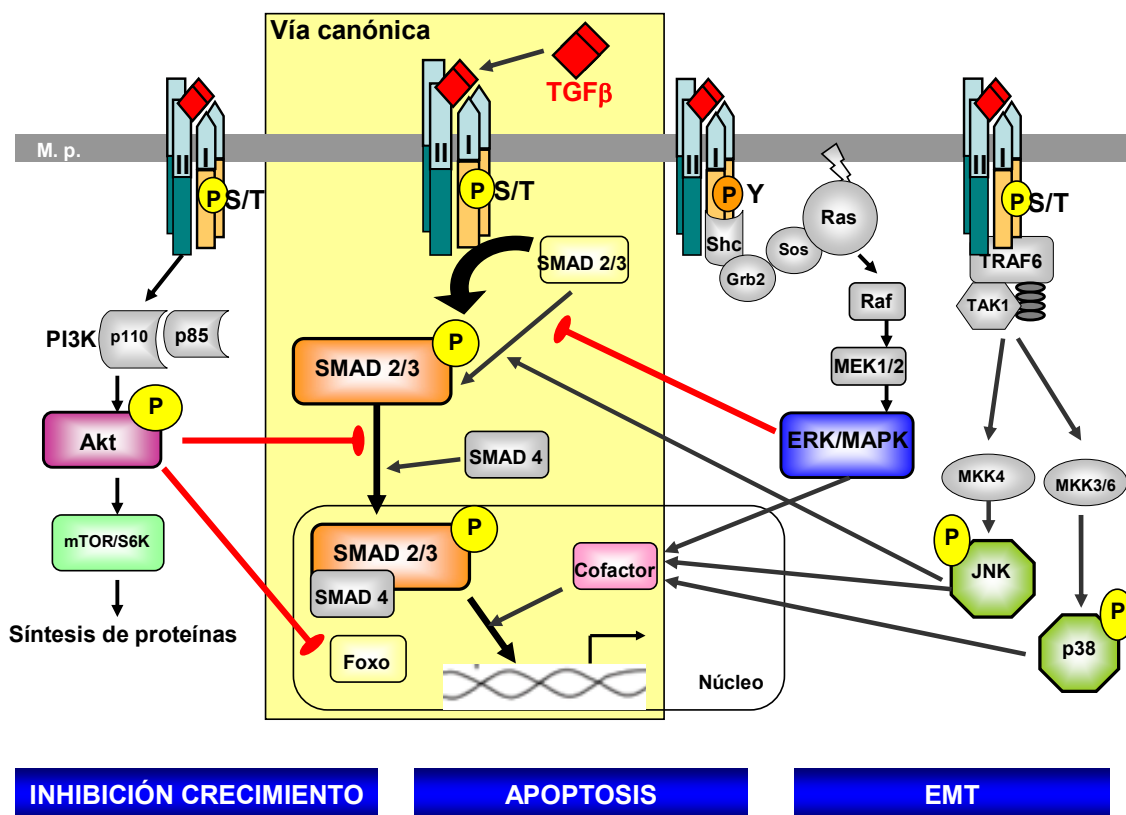 Vía canónica
TGFβ
M. p.
II
I
P
S/T
II
I
P
S/T
II
I
P
Y
II
I
P
S/T
Shc
Grb2
Sos
Ras
TRAF6
TAK1
SMAD 2/3
Raf
PI3K
p110
p85
P
SMAD 2/3
MEK1/2
P
Akt
ERK/MAPK
SMAD 4
MKK4
MKK3/6
mTOR/S6K
P
SMAD 2/3
SMAD 4
Cofactor
P
JNK
P
p38
Síntesis de proteínas
Foxo
Núcleo
INHIBICIÓN CRECIMIENTO
APOPTOSIS
EMT